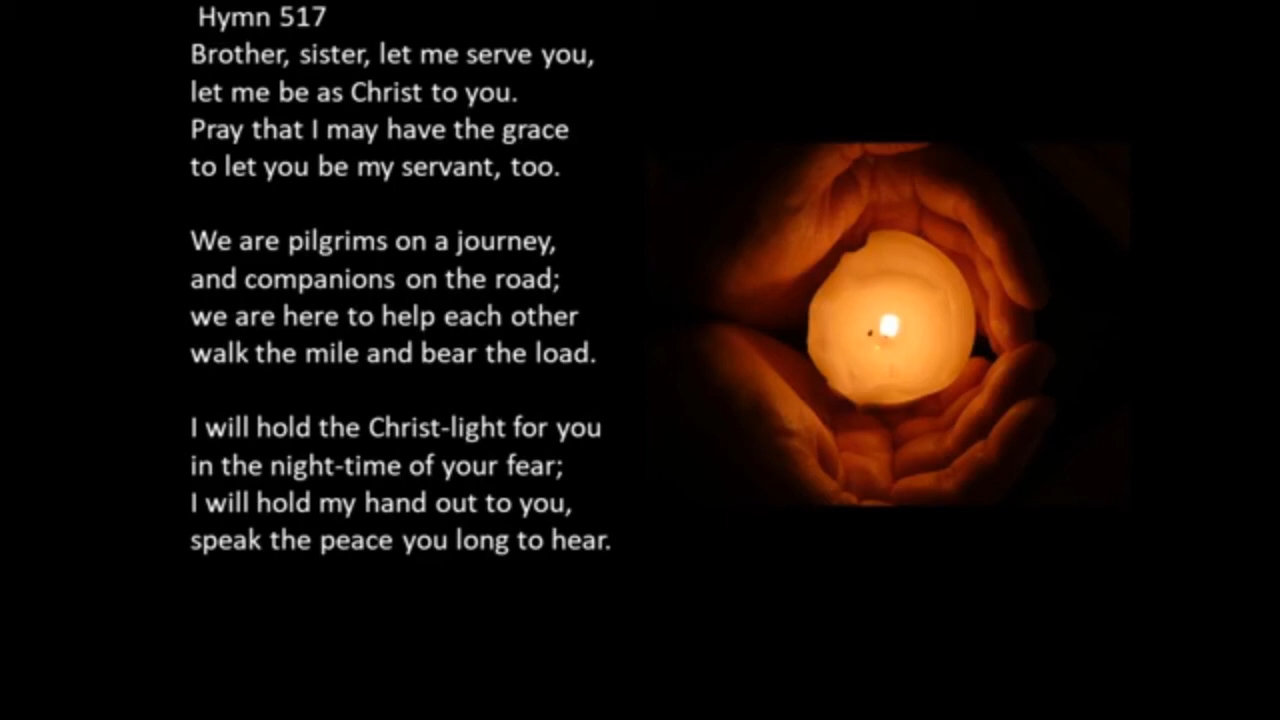 Hymn 517
Brother, sister, let me serve you,
let me be as Christ to you.
Pray that I may have the grace
to let you be my servant, too.
We are pilgrims on a journey,
and companions on the road;
we are here to help each other
walk the mile and bear the load.
I will hold the Christ-light for you
in the night-time of your fear;
I will hold my hand out to you,
speak the peace you long to hear.